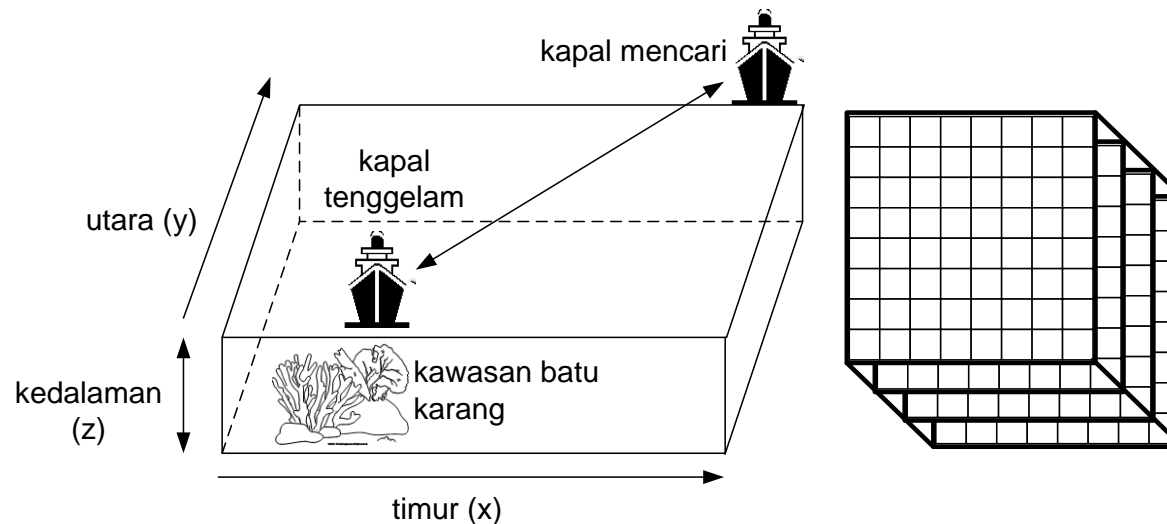 kapal mencari
kapal
tenggelam
utara (y)
kedalaman
(z)
kawasan batu
karang
timur (x)